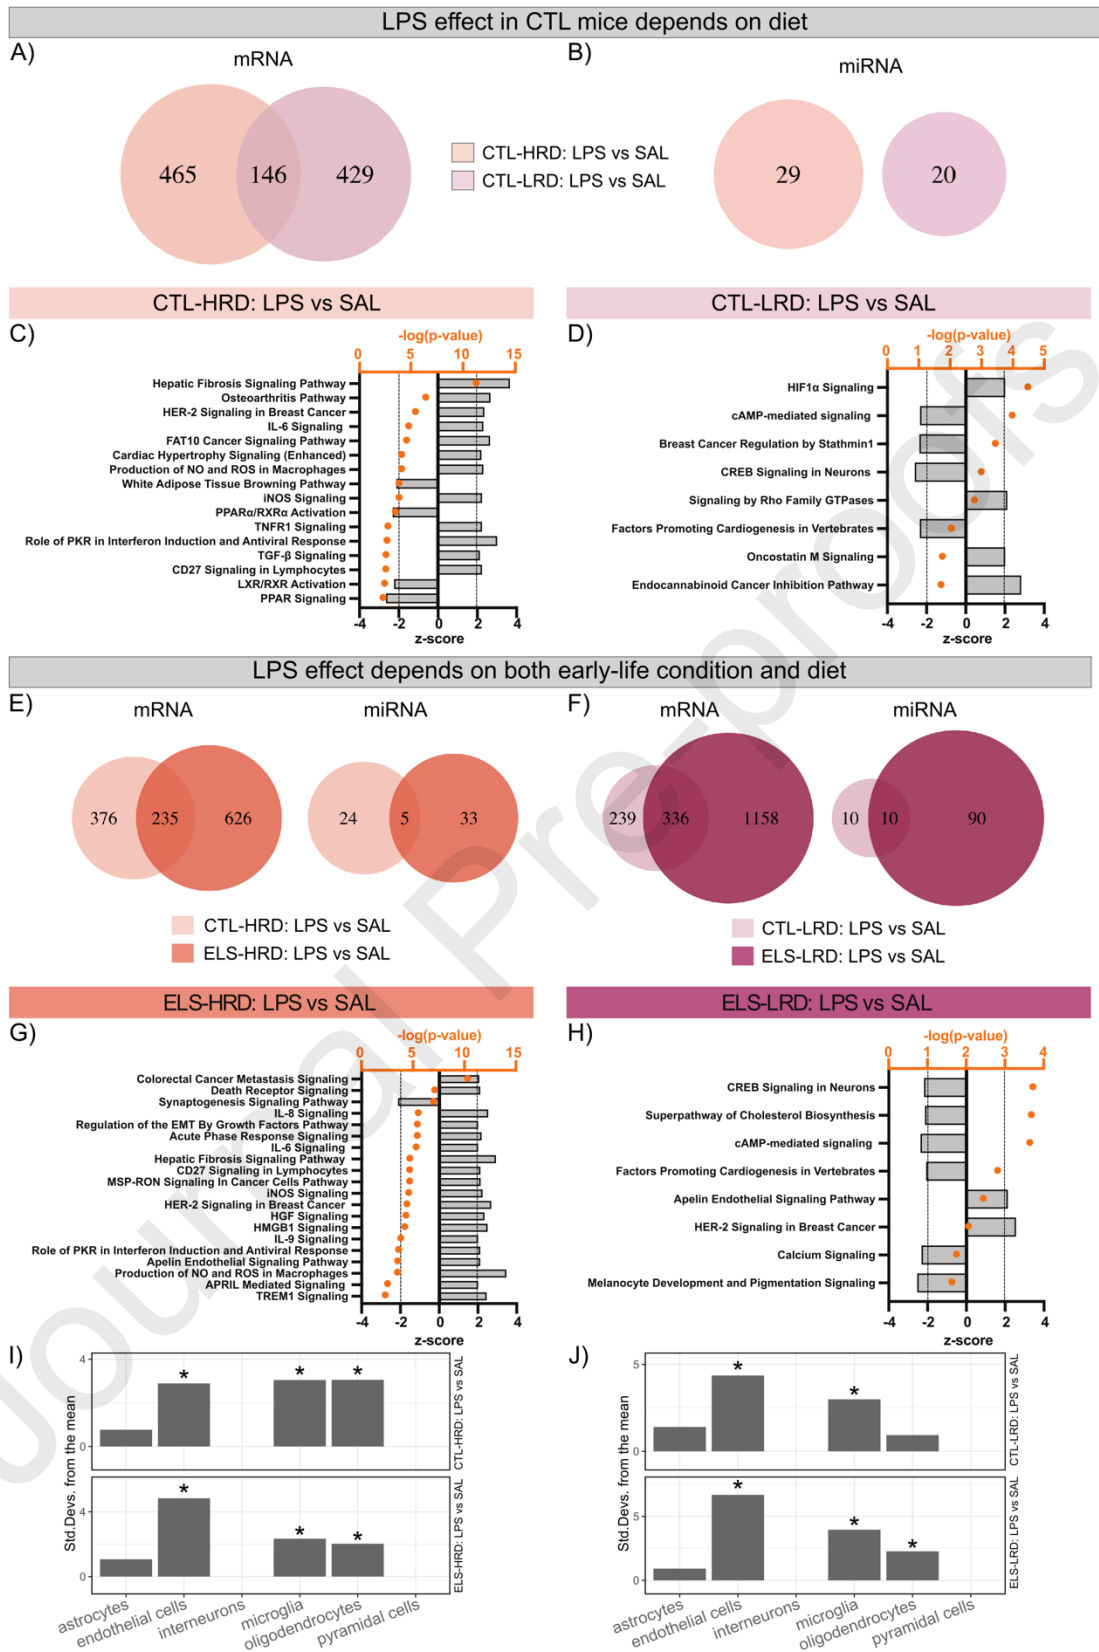 LPS effect in CTL mice depends on diet
A)
mRNA
465
146
429
CTL-HRD: LPS vs SAL
CTL-LRD: LPS vs SAL
B)
miRNA
29
20
CTL-HRD: LPS vs SAL
CTL-LRD: LPS vs SAL
C)
-log(p-value)
0 5 10 15
Hepatic Fibrosis Signaling Pathway
Osteoarthritis Pathway
HER-2 Signaling in Breast Cancer
IL-6 Signaling
FAT10 Cancer Signaling Pathway
Cardiac Hypertrophy Signaling (Enhanced)
Production of NO and ROS in Macrophages
White Adipose Tissue Browning Pathway
iNOS Signaling
PPARα/RXRα Activation
TNFR1 Signaling
Role of PKR in Interferon Induction and Antiviral Response
TGF-β Signaling
CD27 Signaling in Lymphocytes
LXR/RXR Activation
PPAR Signaling
-4 -2 0 2 4
z-score
D)
-log(p-value)
0 1 2 3 4 5
HIF1α Signaling
cAMP-mediated signaling
Breast Cancer Regulation by Stathmin1
CREB Signaling in Neurons
Signaling by Rho Family GTPases
Factors Promoting Cardiogenesis in Vertebrates
Oncostatin M Signaling
Endocannabinoid Cancer Inhibition Pathway
-4 -2 0 2 4
z-score
LPS effect depends on both early-life condition and diet
E)
mRNA
miRNA
376
235
626
24
5
33
CTL-HRD: LPS vs SAL
ELS-HRD: LPS vs SAL
F)
mRNA
miRNA
239
336
1158
10
10
90
CTL-LRD: LPS vs SAL
ELS-LRD: LPS vs SAL
ELS-HRD: LPS vs SAL
ELS-LRD: LPS vs SAL
G)
-log(p-value)
0 5 10 15
Colorectal Cancer Metastasis Signaling
Death Receptor Signaling
Synaptogenesis Signaling Pathway
IL-8 Signaling
Regulation of the EMT By Growth Factors Pathway
Acute Phase Response Signaling
IL-6 Signaling
Hepatic Fibrosis Signaling Pathway
CD27 Signaling in Lymphocytes
MSP-RON Signaling In Cancer Cells Pathway
iNOS Signaling
HER-2 Signaling in Breast Cancer
HGF Signaling
HMGB1 Signaling
IL-9 Signaling
Role of PKR in Interferon Induction and Antiviral Response
Apelin Endothelial Signaling Pathway
Production of NO and ROS in Macrophages
APRIL Mediated Signaling
TREM1 Signaling
-4 -2 0 2 4
z-score
H)
-log(p-value)
0 1 2 3 4
CREB Signaling in Neurons
Superpathway of Cholesterol Biosynthesis
cAMP-mediated signaling
Factors Promoting Cardiogenesis in Vertebrates
Apelin Endothelial Signaling Pathway
HER-2 Signaling in Breast Cancer
Calcium Signaling
Melanocyte Development and Pigmentation Signaling
-4 -2 0 2 4
z-score
I)
Std.Devs. from the mean
4
0
* * *
CTL-HRD: LPS vs SAL
4
0
* * *
ELS-HRD: LPS vs SAL
astrocytes
endothelial cells
interneurons
microglia
oligodendrocytes
pyramidal cells
J)
Std.Devs. from the mean
5
0
* *
CTL-LRD: LPS vs SAL
5
0
* * *
ELS-LRD: LPS vs SAL
astrocytes
endothelial cells
interneurons
microglia
oligodendrocytes
pyramidal cells
Journal Pre-proofs